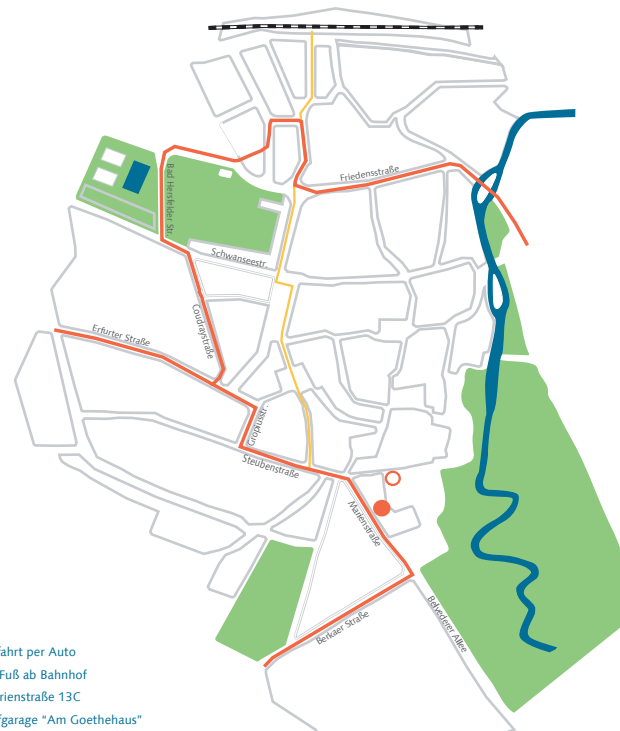 Friedensstraße
Bad Hersfelder Str.
Schwanseestr.
Coudraystraße
Erfurter Straße
Gropiusstr.
Steubenstraße
Marienstraße
Berkaer Straße
Belvederer Allee
fahrt per Auto
Fuß ab Bahnhof
rienstraße 13C
fgarage “Am Goethehaus”